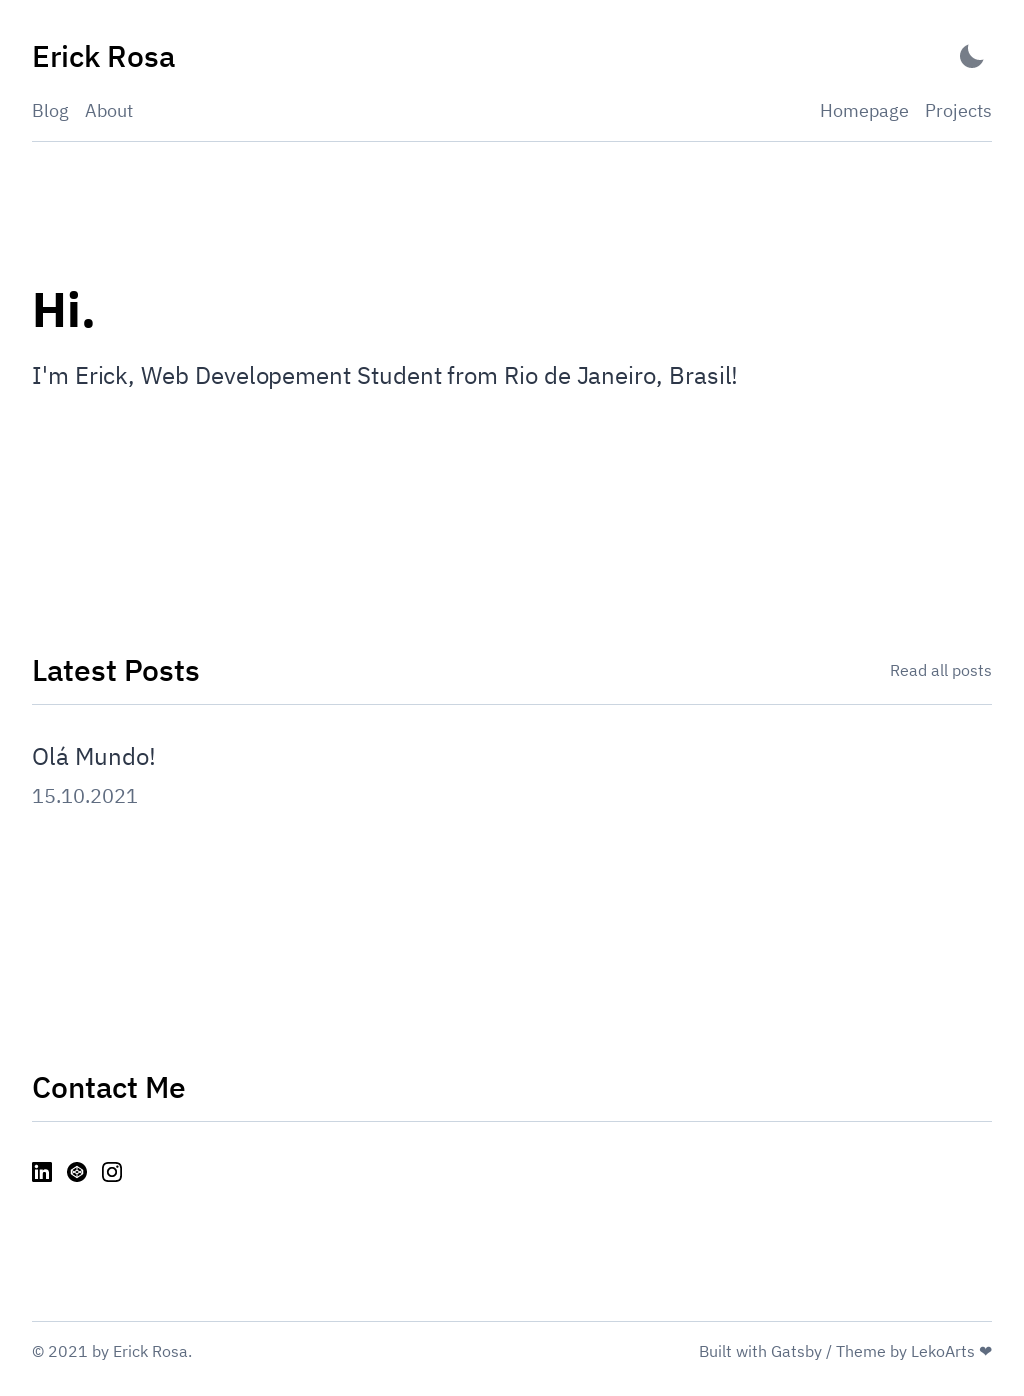 Erick Rosa
Blog About Homepage Projects
Hi.
I'm Erick, Web Developement Student from Rio de Janeiro, Brasil!
Latest Posts Read all posts
Olá Mundo!
15.10.2021
Contact Me
© 2021 by Erick Rosa. Built with Gatsby / Theme by LekoArts ❤